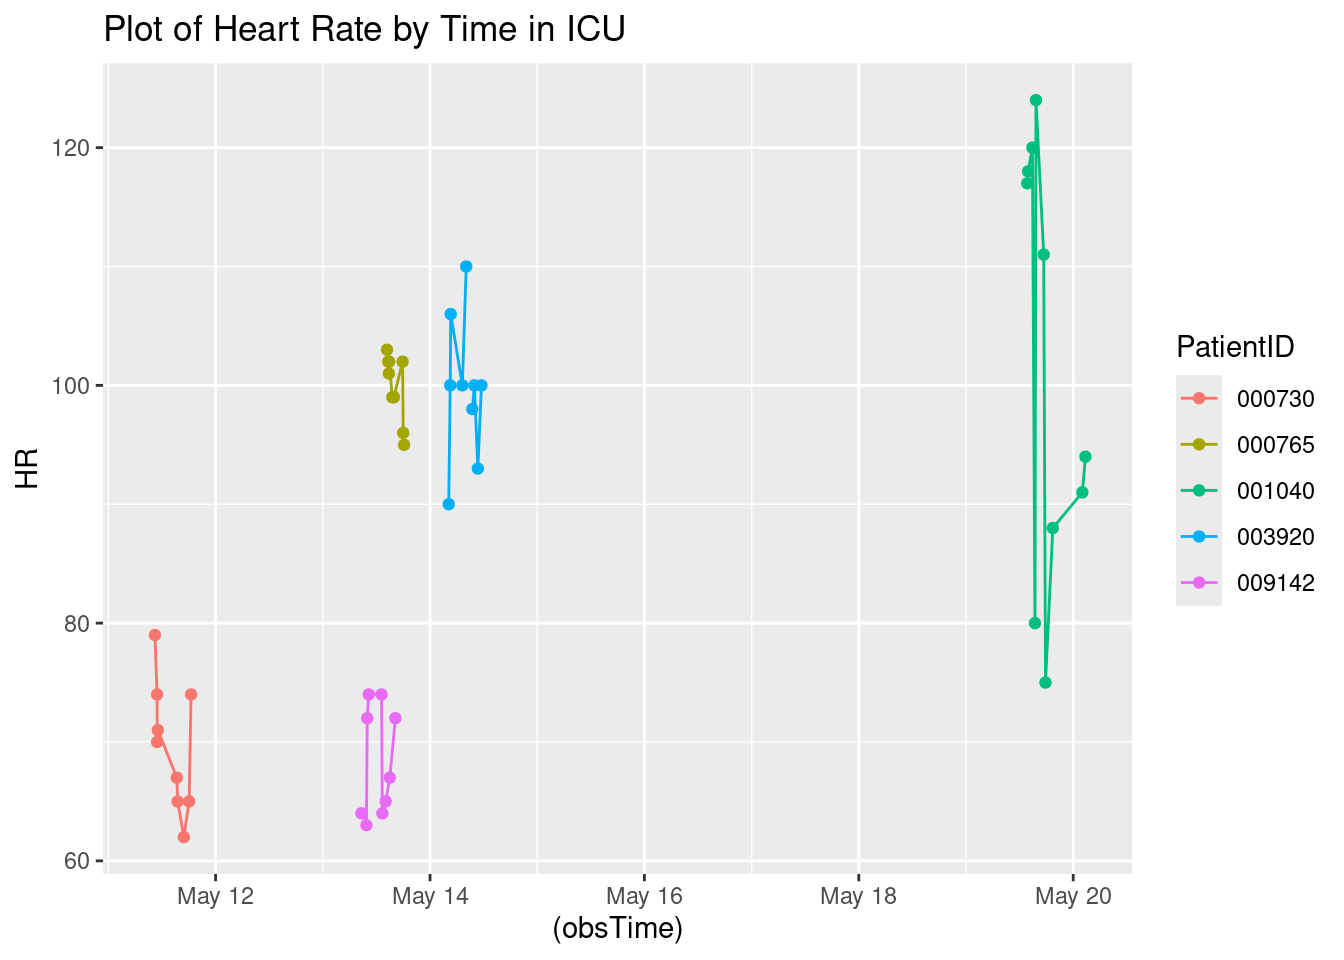 Plot of Heart Rate by Time in ICU
120
100
80
60
HR
May 12
May 14
May 16
May 18
May 20
(obsTime)
PatientID
000730
000765
001040
003920
009142